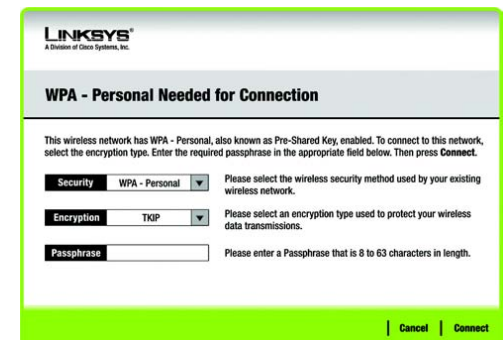 LINKSYS®
A Division of Cisco Systems, Inc.
WPA - Personal Needed for Connection
This wireless network has WPA - Personal, also known as Pre-Shared Key, enabled. To connect to this network,
select the encryption type. Enter the required passphrase in the appropriate field below. Then press Connect.
Security WPA - Personal Please select the wireless security method used by your existing
wireless network.
Encryption TKIP Please select an encryption type used to protect your wireless
data transmissions.
Passphrase Please enter a Passphrase that is 8 to 63 characters in length.
Cancel Connect